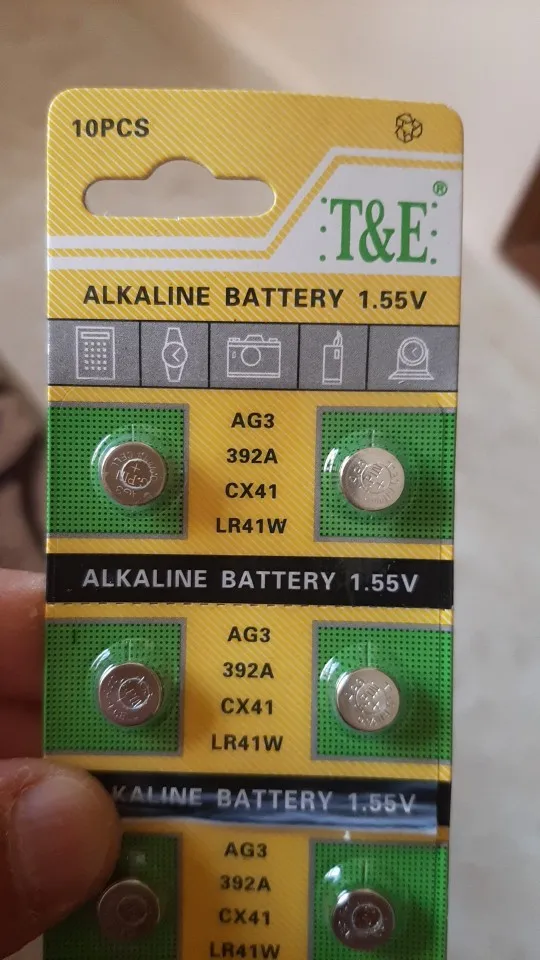 10PCS
T&E®
ALKALINE BATTERY 1.55V
AG3
392A
CX41
LR41W
ALKALINE BATTERY 1.55V
AG3
392A
CX41
LR41W
KALINE BATTERY 1.55V
AG3
392A
CX41
LR41W